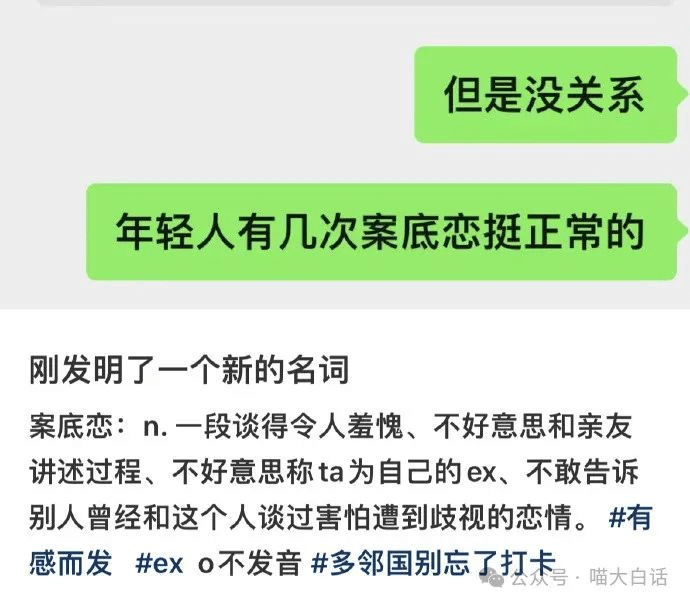 但是没关系
年轻人有几次案底恋挺正常的
刚发明了一个新的名词
案底恋：n. 一段谈得令人羞愧、不好意思和亲友
讲述过程、不好意思称ta为自己的ex、不敢告诉
别人曾经和这个人谈过害怕遭到歧视的恋情。 #有
感而发 #ex o不发音 #多邻国别忘了打卡
公众号 · 喵大白话